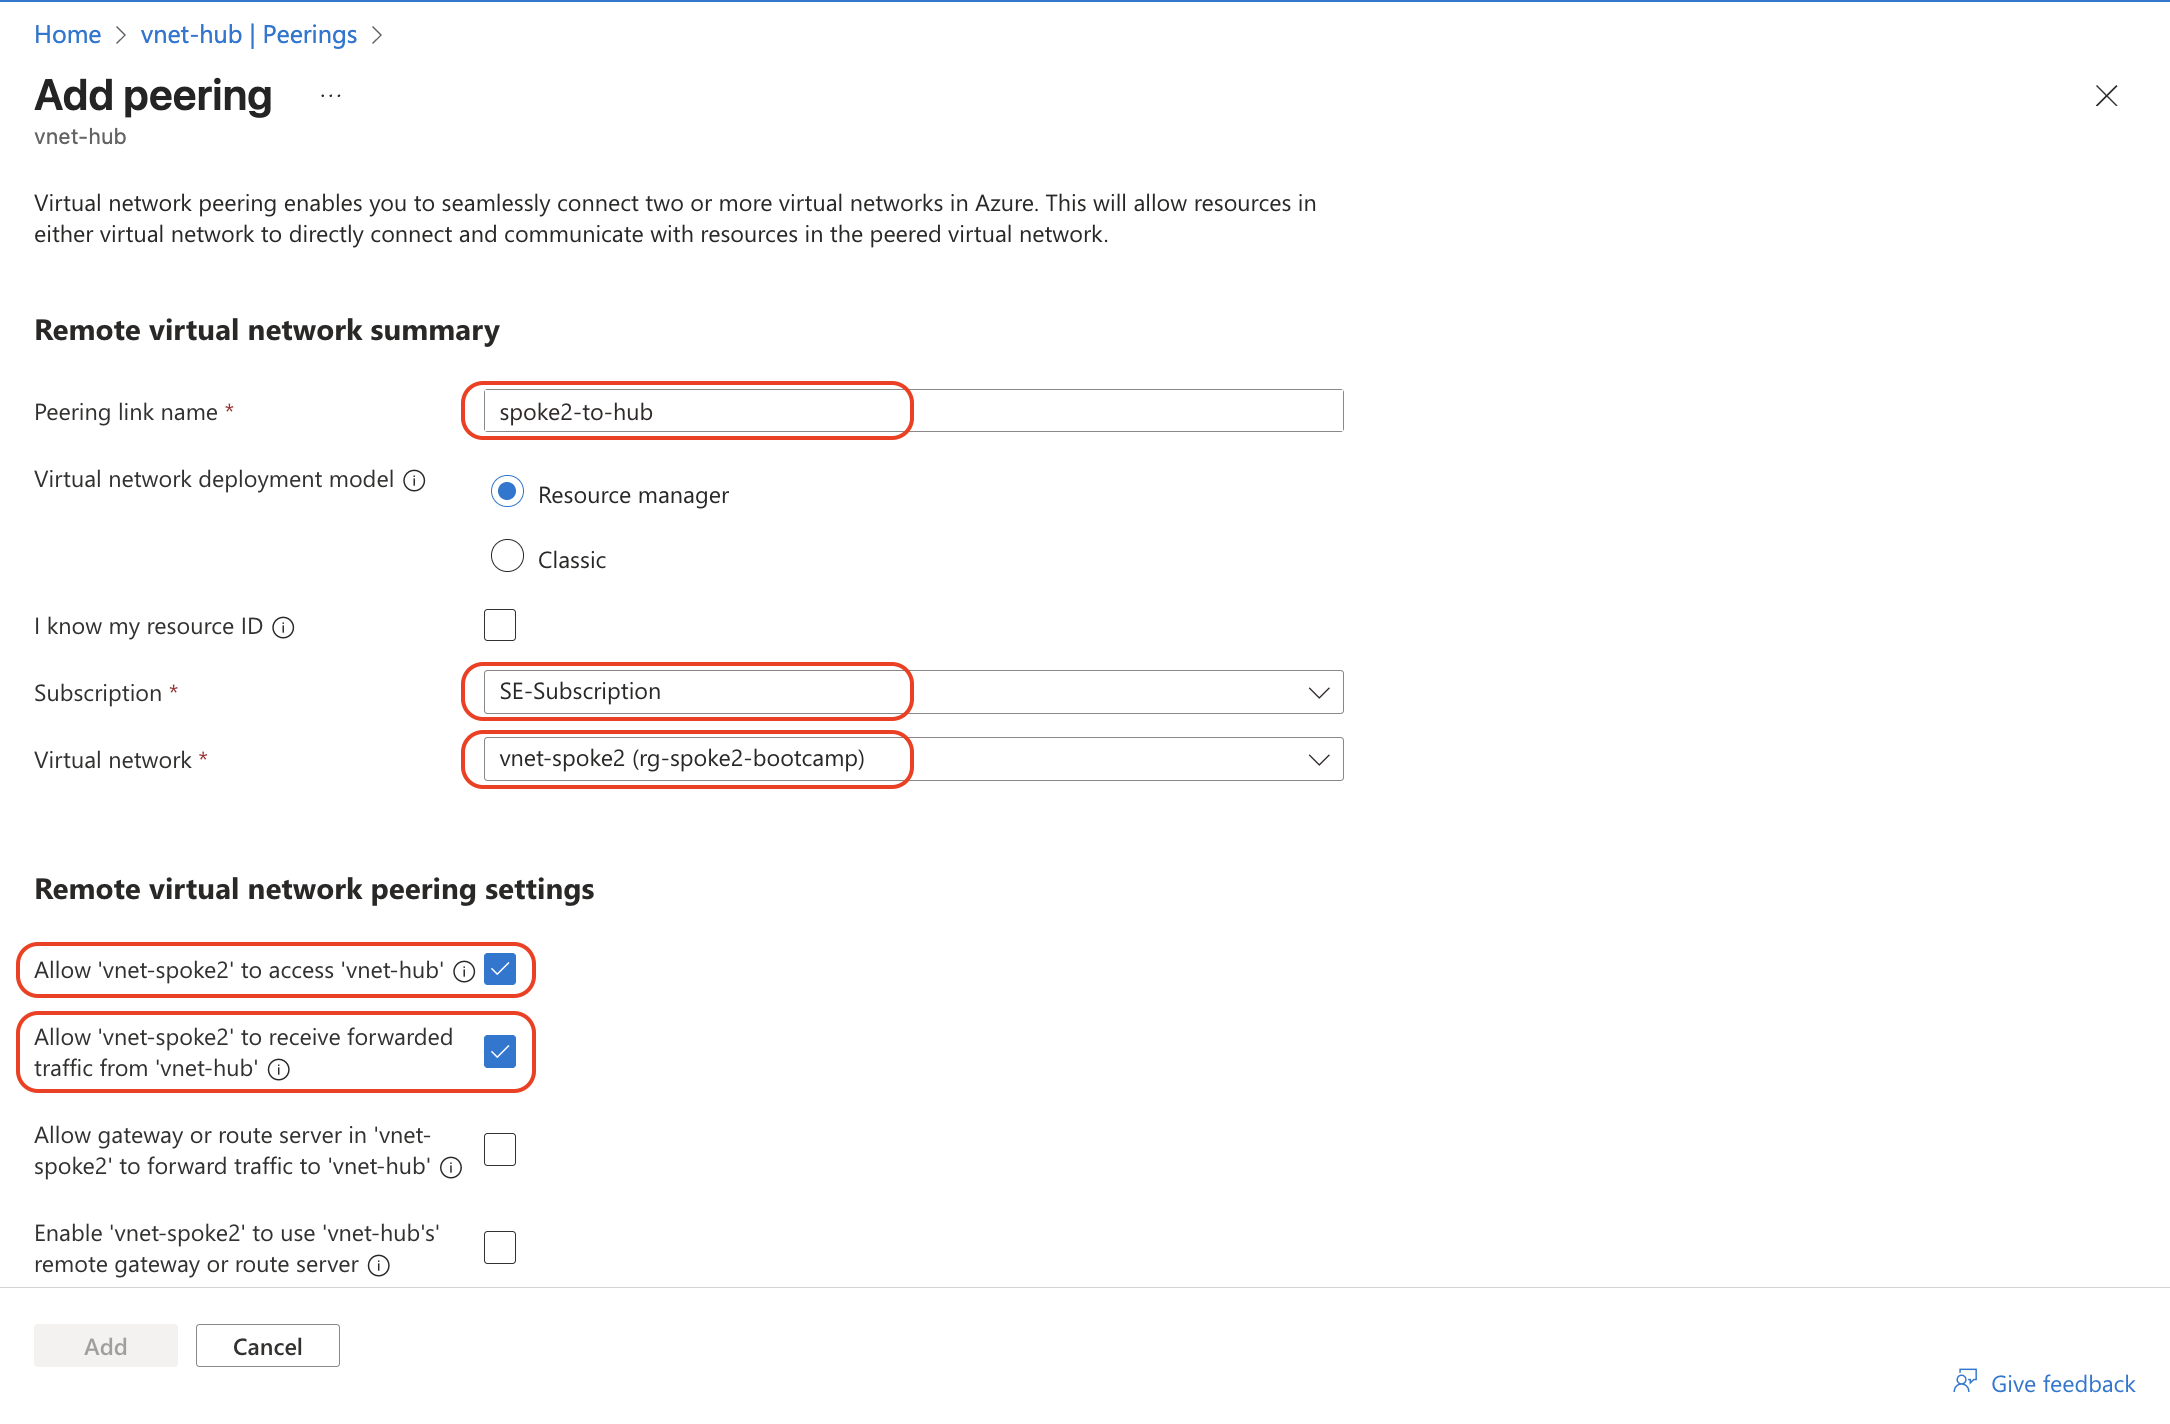 Home > vnet-hub | Peerings >
Add peering ...
vnet-hub
Virtual network peering enables you to seamlessly connect two or more virtual networks in Azure. This will allow resources in
either virtual network to directly connect and communicate with resources in the peered virtual network.
Remote virtual network summary
Peering link name * spoke2-to-hub
Virtual network deployment model
Resource manager
Classic
I know my resource ID
Subscription * SE-Subscription
Virtual network * vnet-spoke2 (rg-spoke2-bootcamp)
Remote virtual network peering settings
Allow 'vnet-spoke2' to access 'vnet-hub'
Allow 'vnet-spoke2' to receive forwarded
traffic from 'vnet-hub'
Allow gateway or route server in 'vnet-
spoke2' to forward traffic to 'vnet-hub'
Enable 'vnet-spoke2' to use 'vnet-hub's'
remote gateway or route server
Add Cancel
Give feedback